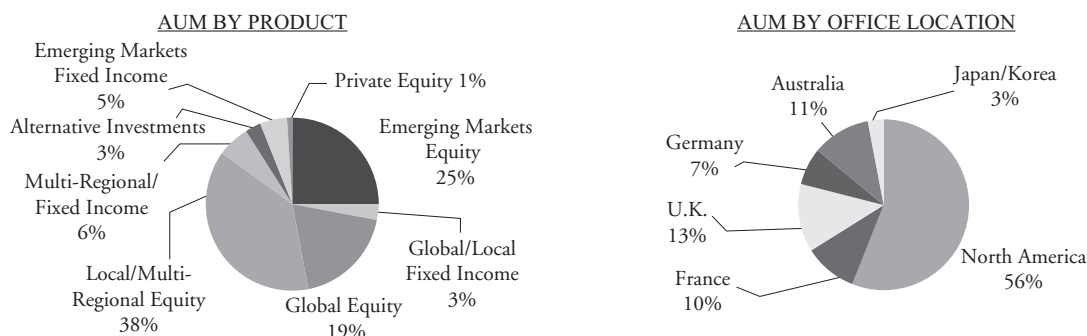 AUM BY PRODUCT
Emerging Markets
Fixed Income
5%
Private Equity 1%
Alternative Investments
3%
Emerging Markets
Equity
25%
Multi-Regional/
Fixed Income
6%
Global/Local
Fixed Income
3%
Local/Multi-
Regional Equity
38%
Global Equity
19%
AUM BY OFFICE LOCATION
Japan/Korea
3%
Australia
11%
Germany
7%
U.K.
13%
North America
56%
France
10%